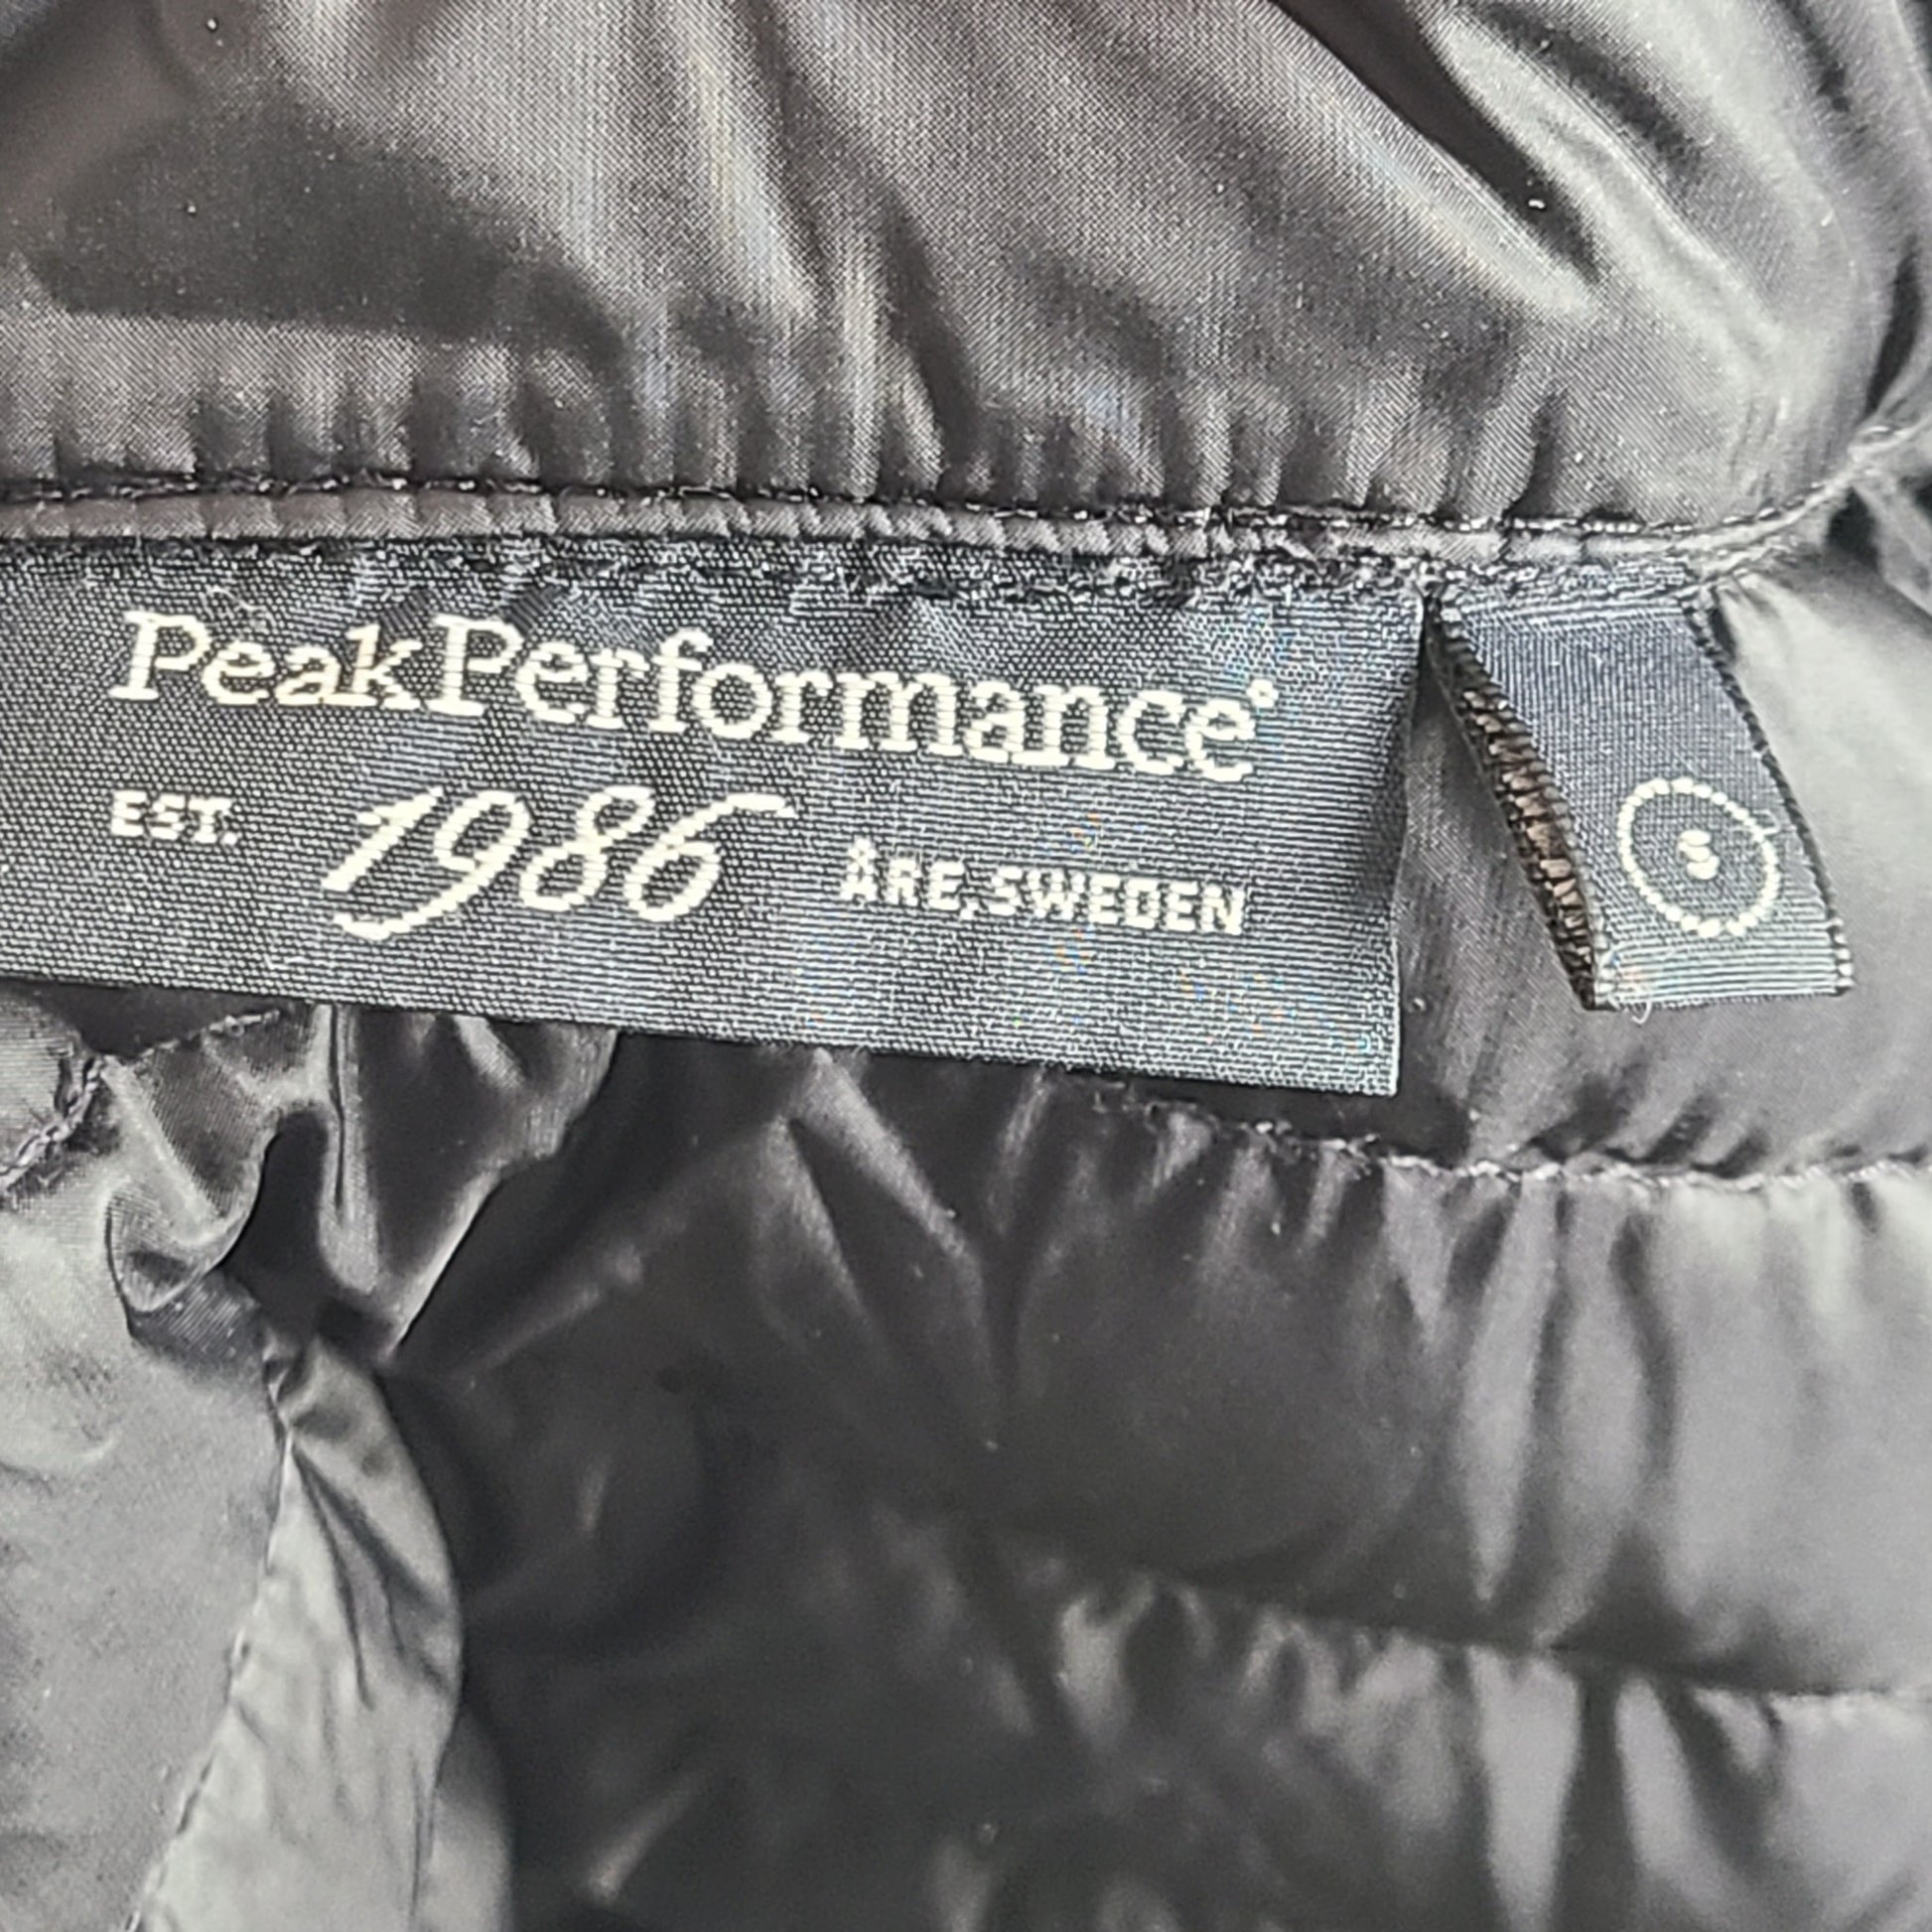 PeakPerformance
EST. 1986 ÅRE, SWEDEN
S